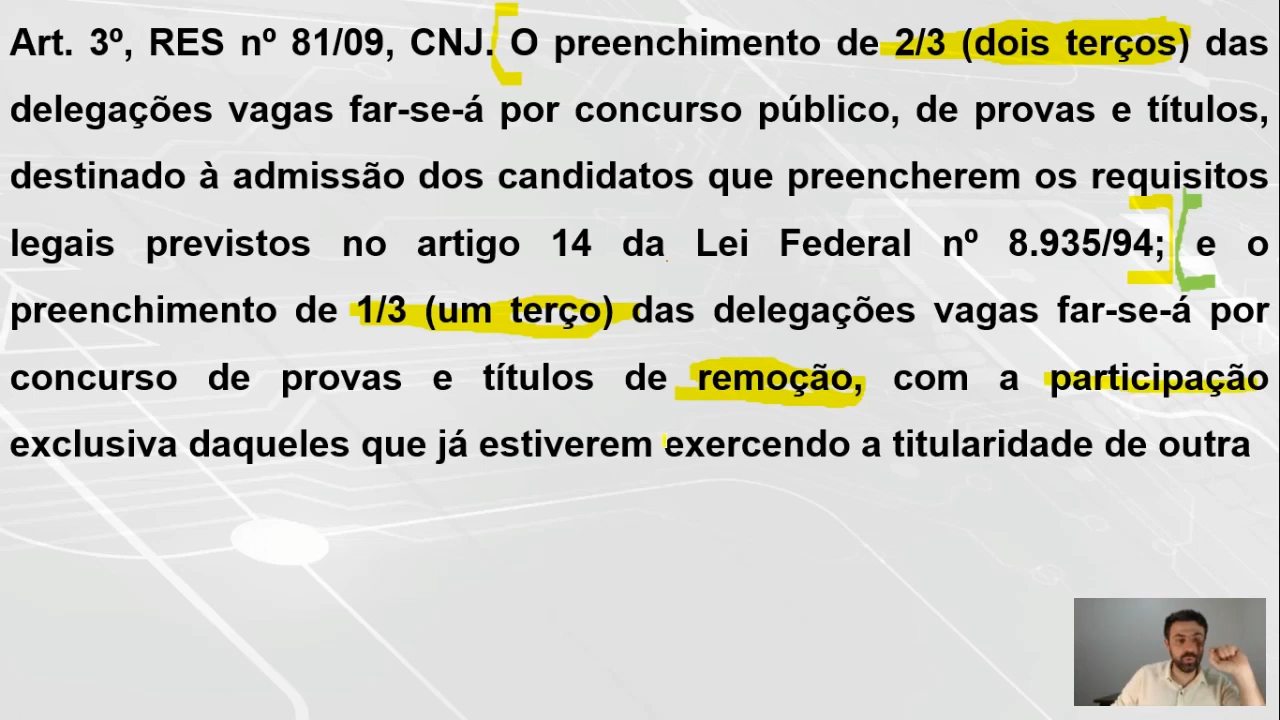 Art. 3º, RES nº 81/09, CNJ. O preenchimento de 2/3 (dois terços) das
delegações vagas far-se-á por concurso público, de provas e títulos,
destinado à admissão dos candidatos que preencherem os requisitos
legais previstos no artigo 14 da Lei Federal nº 8.935/94; e o
preenchimento de 1/3 (um terço) das delegações vagas far-se-á por
concurso de provas e títulos de remoção, com a participação
exclusiva daqueles que já estiverem exercendo a titularidade de outra